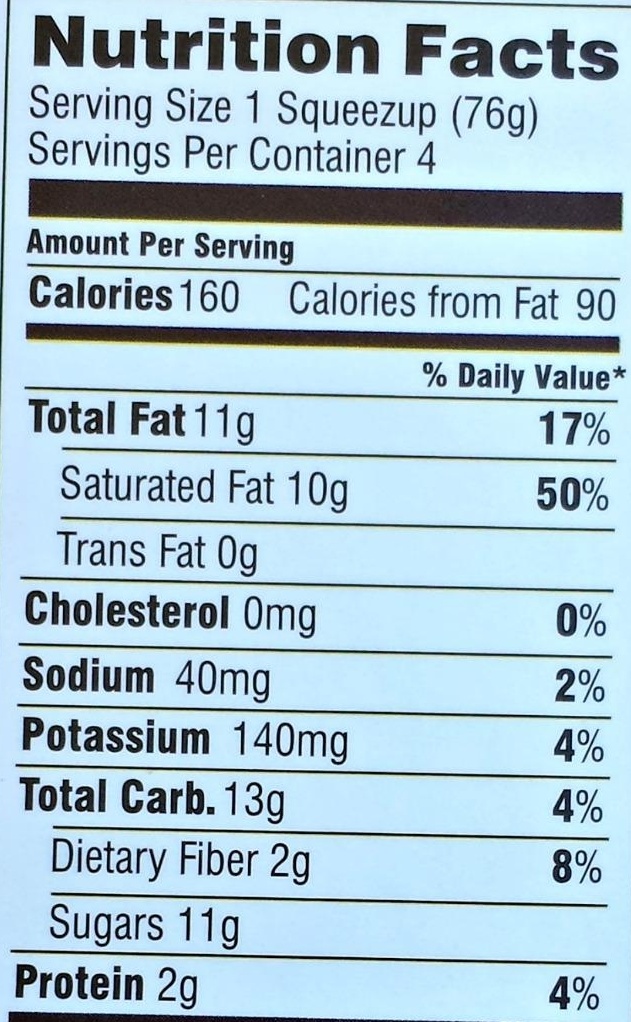 Nutrition Facts
Serving Size 1 Squeezup (76g)
Servings Per Container 4
Amount Per Serving
Calories 160 Calories from Fat 90
% Daily Value*
Total Fat 11g 17%
Saturated Fat 10g 50%
Trans Fat 0g
Cholesterol 0mg 0%
Sodium 40mg 2%
Potassium 140mg 4%
Total Carb. 13g 4%
Dietary Fiber 2g 8%
Sugars 11g
Protein 2g 4%